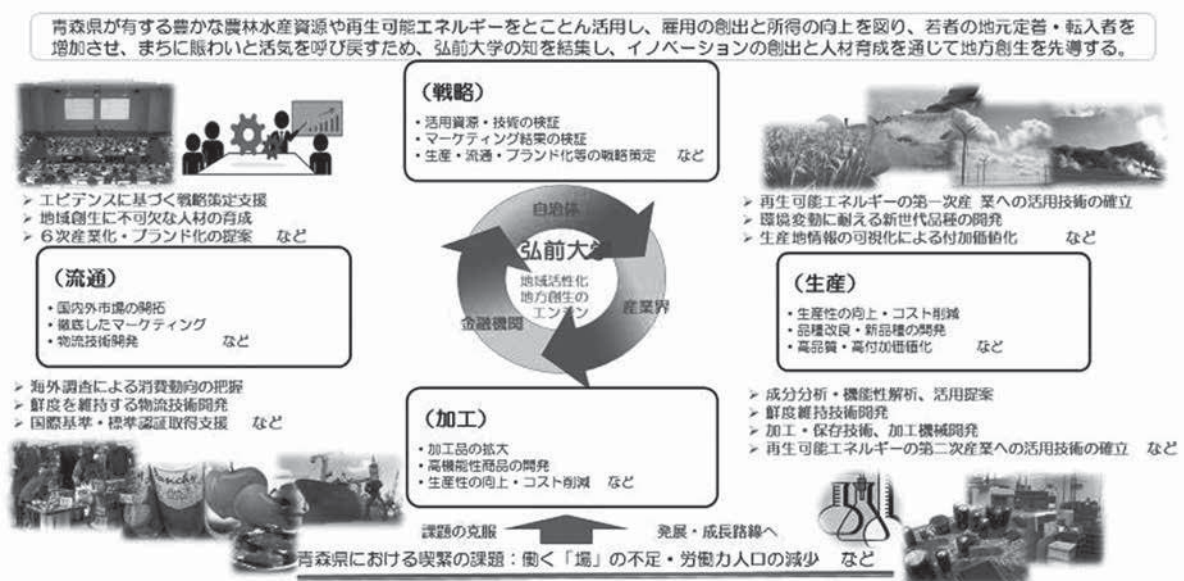 青森県が有する豊かな農林水産資源や再生可能エネルギーをとことん活用し、雇用の創出と所得の向上を図り、若者の地元定着・転入者を
増加させ、まちに賑わいと活気を呼び戻すため、弘前大学の知を結集し、イノベーションの創出と人材育成を通じて地方創生を先導する。
（戦略）
・活用資源・技術の検証
・マーケティング結果の検証
・生産・流通・ブランド化等の戦略策定　など
➢ エビデンスに基づく戦略策定支援
➢ 地域創生に不可欠な人材の育成
➢ ６次産業化・ブランド化の提案　など
➢ 再生可能エネルギーの第一次産 業への活用技術の確立
➢ 環境変動に耐える新世代品種の開発
➢ 生産地情報の可視化による付加価値化　など
自治体
弘前大学
地域活性化
地方創生の
エンジン
産業界
金融機関
（流通）
・国内外市場の開拓
・徹底したマーケティング
・物流技術開発　など
（生産）
・生産性の向上・コスト削減
・品種改良・新品種の開発
・高品質・高付加価値化　など
➢ 海外調査による消費動向の把握
➢ 鮮度を維持する物流技術開発
➢ 国際基準・標準認証取得支援　など
（加工）
・加工品の拡大
・高機能性商品の開発
・生産性の向上・コスト削減　など
➢ 成分分析・機能性解析、活用提案
➢ 鮮度維持技術開発
➢ 加工・保存技術、加工機械開発
➢ 再生可能エネルギーの第二次産業への活用技術の確立　など
課題の克服
発展・成長路線へ
青森県における喫緊の課題：働く「場」の不足・労働力人口の減少　など